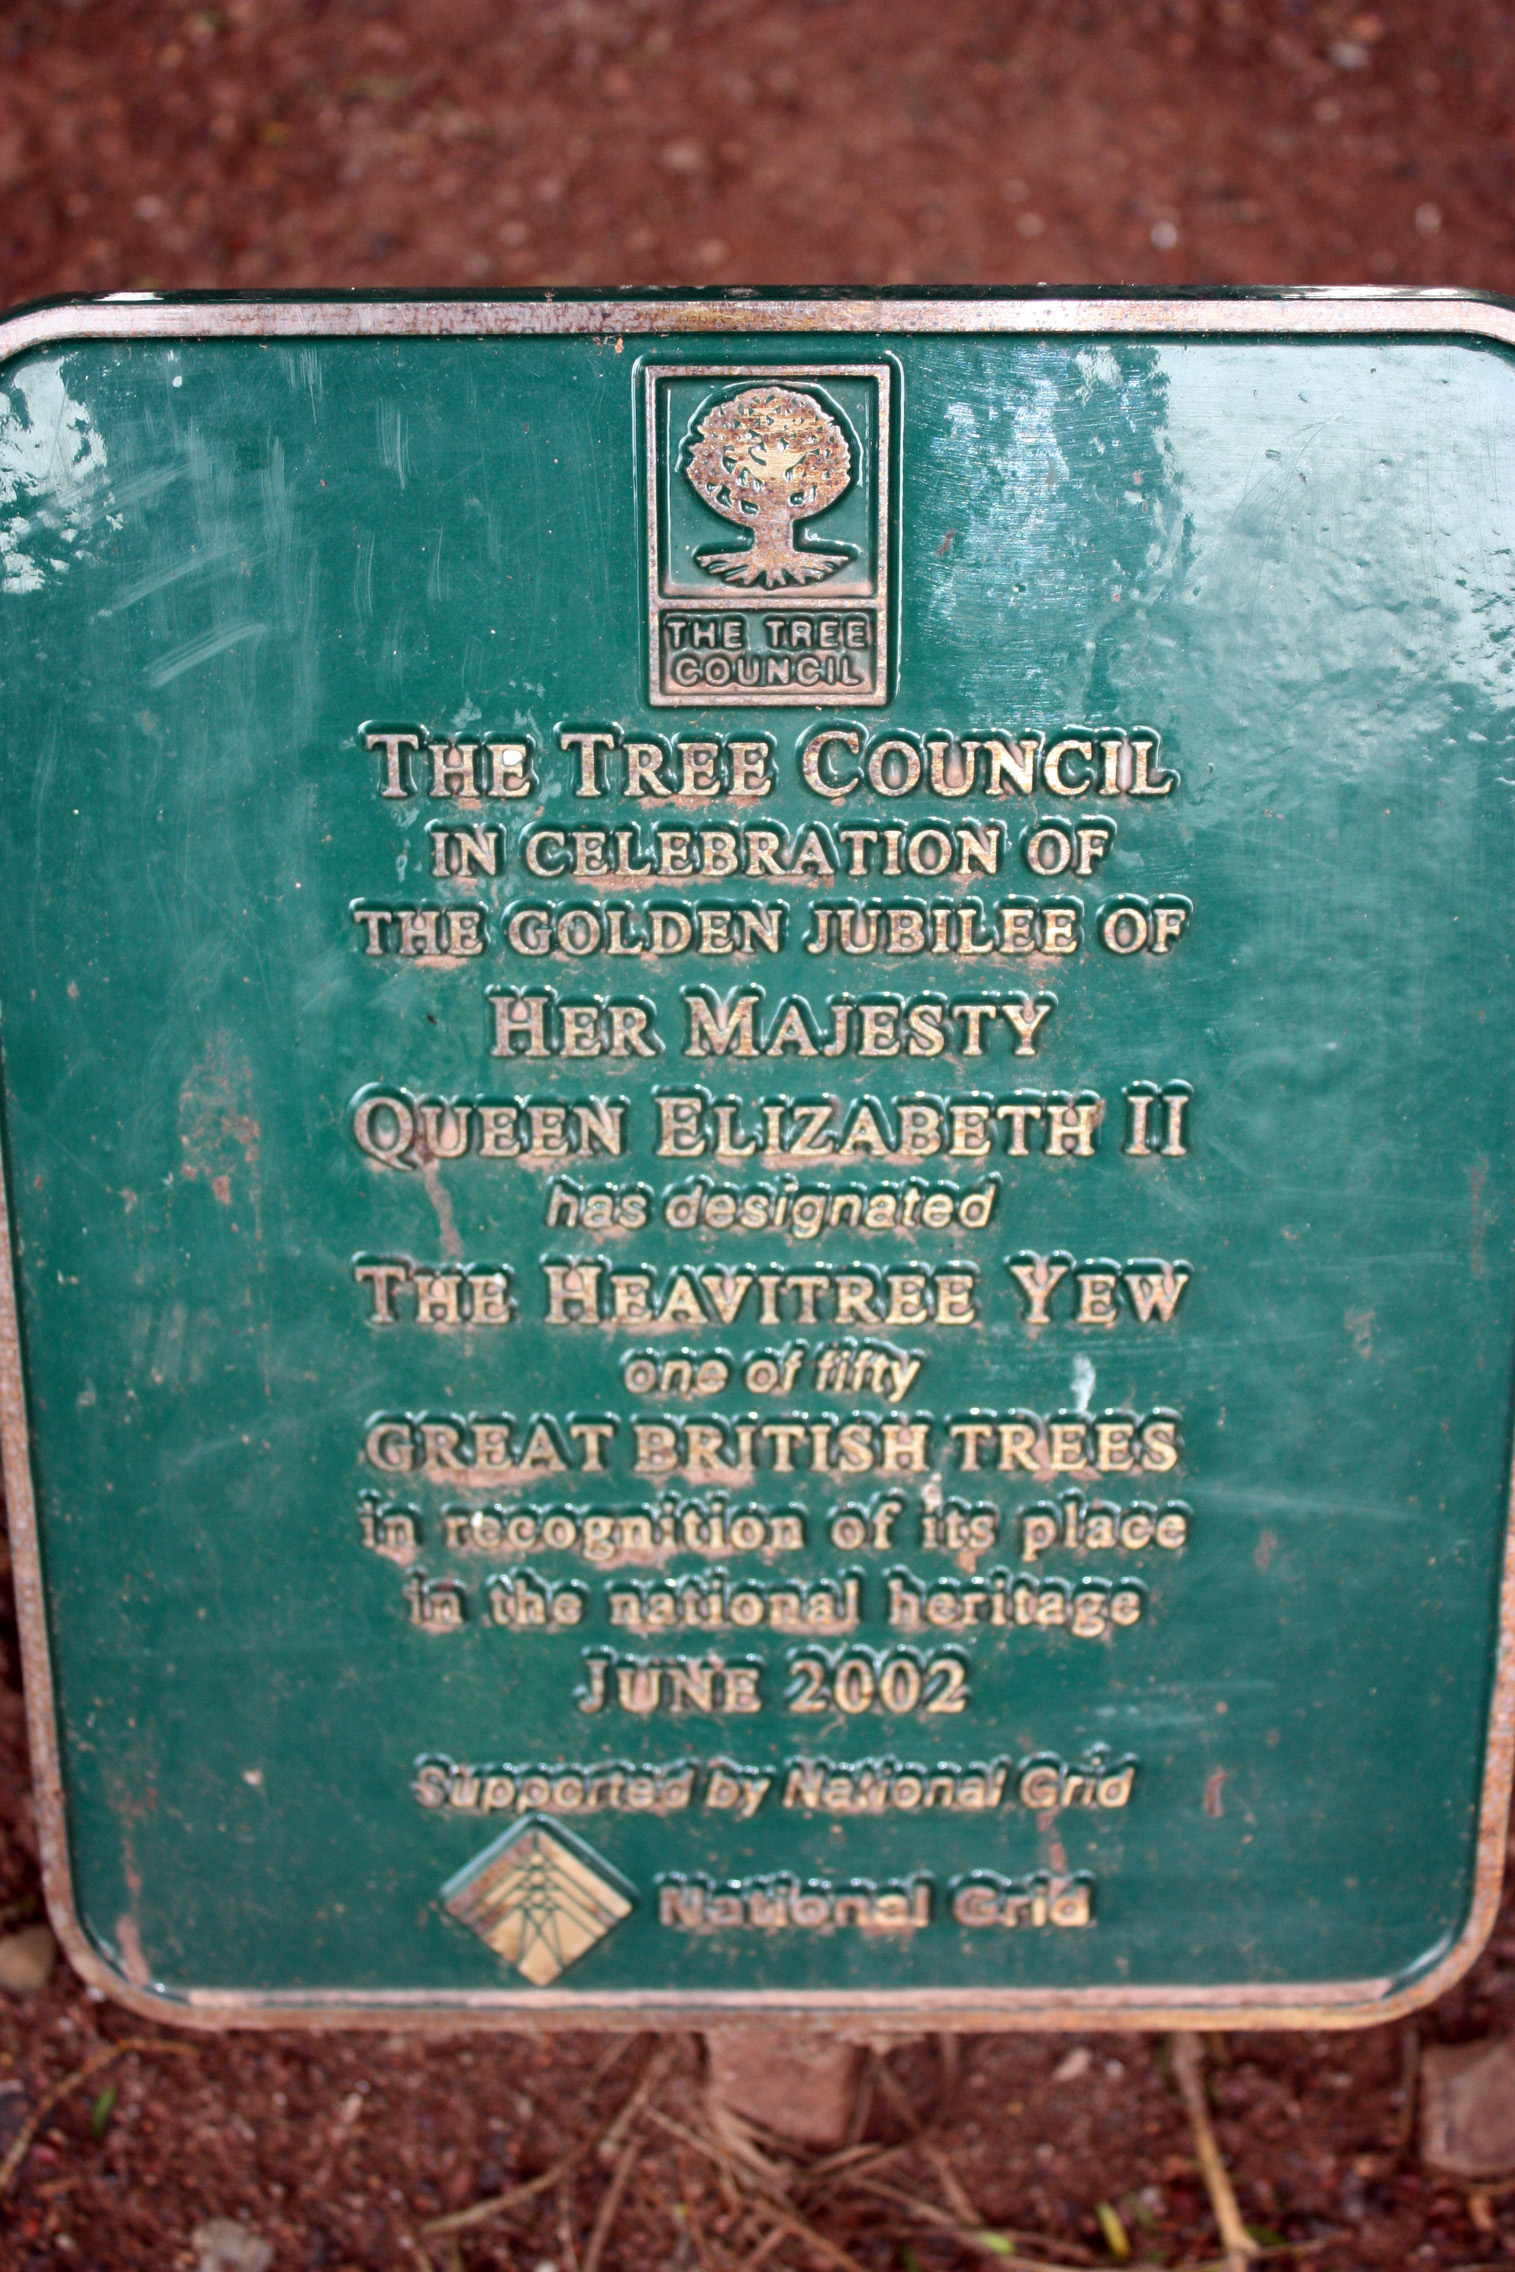 THE TREE
COUNCIL
THE TREE COUNCIL
IN CELEBRATION OF
THE GOLDEN JUBILEE OF
HER MAJESTY
QUEEN ELIZABETH II
has designated
THE HEAVITREE YEW
one of fifty
GREAT BRITISH TREES
in recognition of its place
in the national heritage
JUNE 2002
Supported by National Grid
National Grid